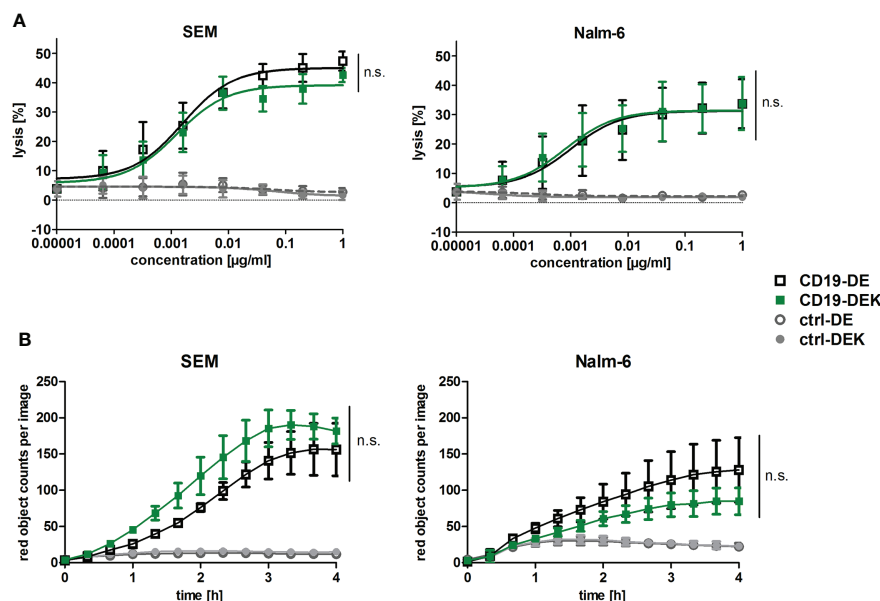 A
SEM
Nalm-6
lysis [%]
50
40
30
20
10
0
-10
0.00001 0.0001 0.001 0.01 0.1 1
concentration [µg/ml]
n.s.
lysis [%]
50
40
30
20
10
0
-10
0.00001 0.0001 0.001 0.01 0.1 1
concentration [µg/ml]
n.s.
CD19-DE
CD19-DEK
ctrl-DE
ctrl-DEK
B
SEM
Nalm-6
red object counts per image
250
200
150
100
50
0
0 1 2 3 4
time [h]
n.s.
red object counts per image
250
200
150
100
50
0
0 1 2 3 4
time [h]
n.s.